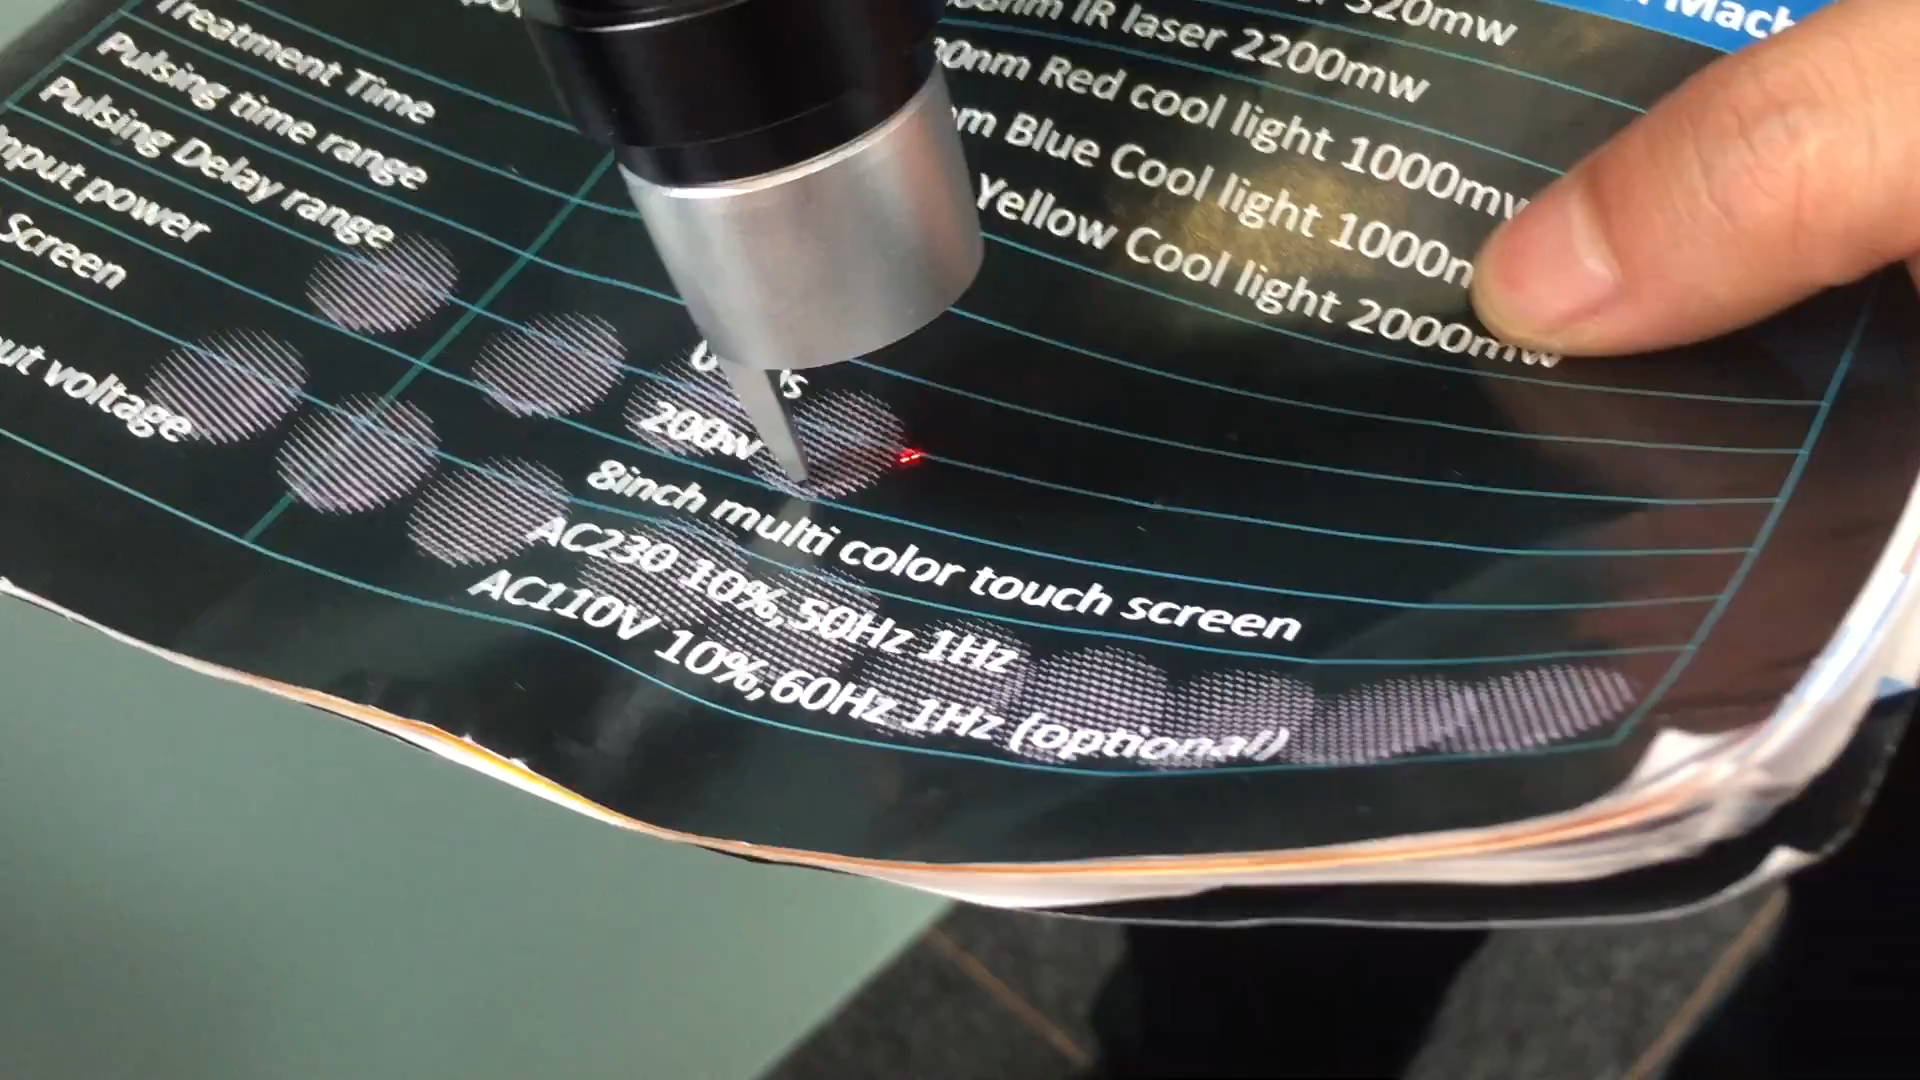 320mw
Mach
IR laser 2200mw
Red cool light 1000mw
Blue Cool light 1000m
Yellow Cool light 2000mw
Treatment Time
Pulsing time range
Pulsing Delay range
Input power
200w
Screen
8inch multi color touch screen
voltage
AC230 10%,50Hz 1Hz
AC110V 10%,60Hz 1Hz (optional)